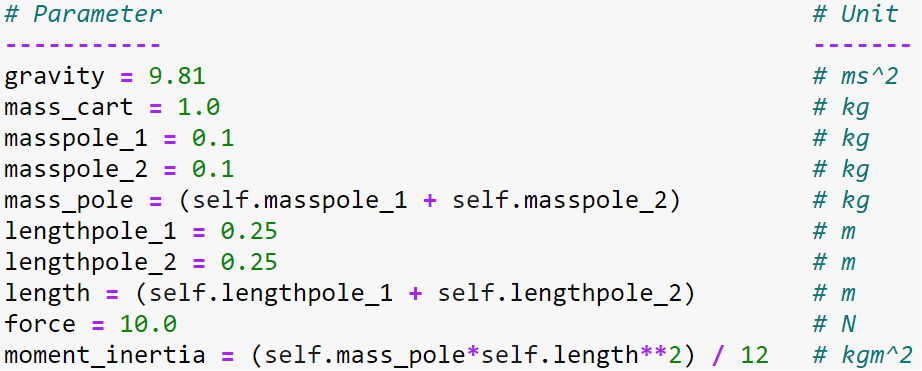 # Parameter # Unit
----------- -------
gravity = 9.81 # ms^2
mass_cart = 1.0 # kg
masspole_1 = 0.1 # kg
masspole_2 = 0.1 # kg
mass_pole = (self.masspole_1 + self.masspole_2) # kg
lengthpole_1 = 0.25 # m
lengthpole_2 = 0.25 # m
length = (self.lengthpole_1 + self.lengthpole_2) # m
force = 10.0 # N
moment_inertia = (self.mass_pole*self.length**2) / 12 # kgm^2